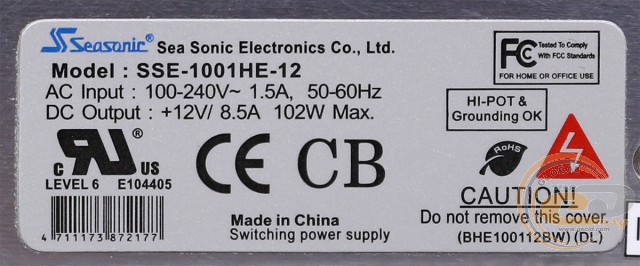 Seasonic® Sea Sonic Electronics Co., Ltd.
Model : SSE-1001HE-12
AC Input : 100-240V~ 1.5A, 50-60Hz
DC Output : +12V/ 8.5A 102W Max.
FC Tested To Comply
With FCC Standards
FOR HOME OR OFFICE USE
HI-POT &
Grounding OK
c RU US
LEVEL 6 E104405
CE CB
RoHS
CAUTION!
Do not remove this cover.
(BHE100112BW) (DL)
Made in China
Switching power supply
4 711173 872177